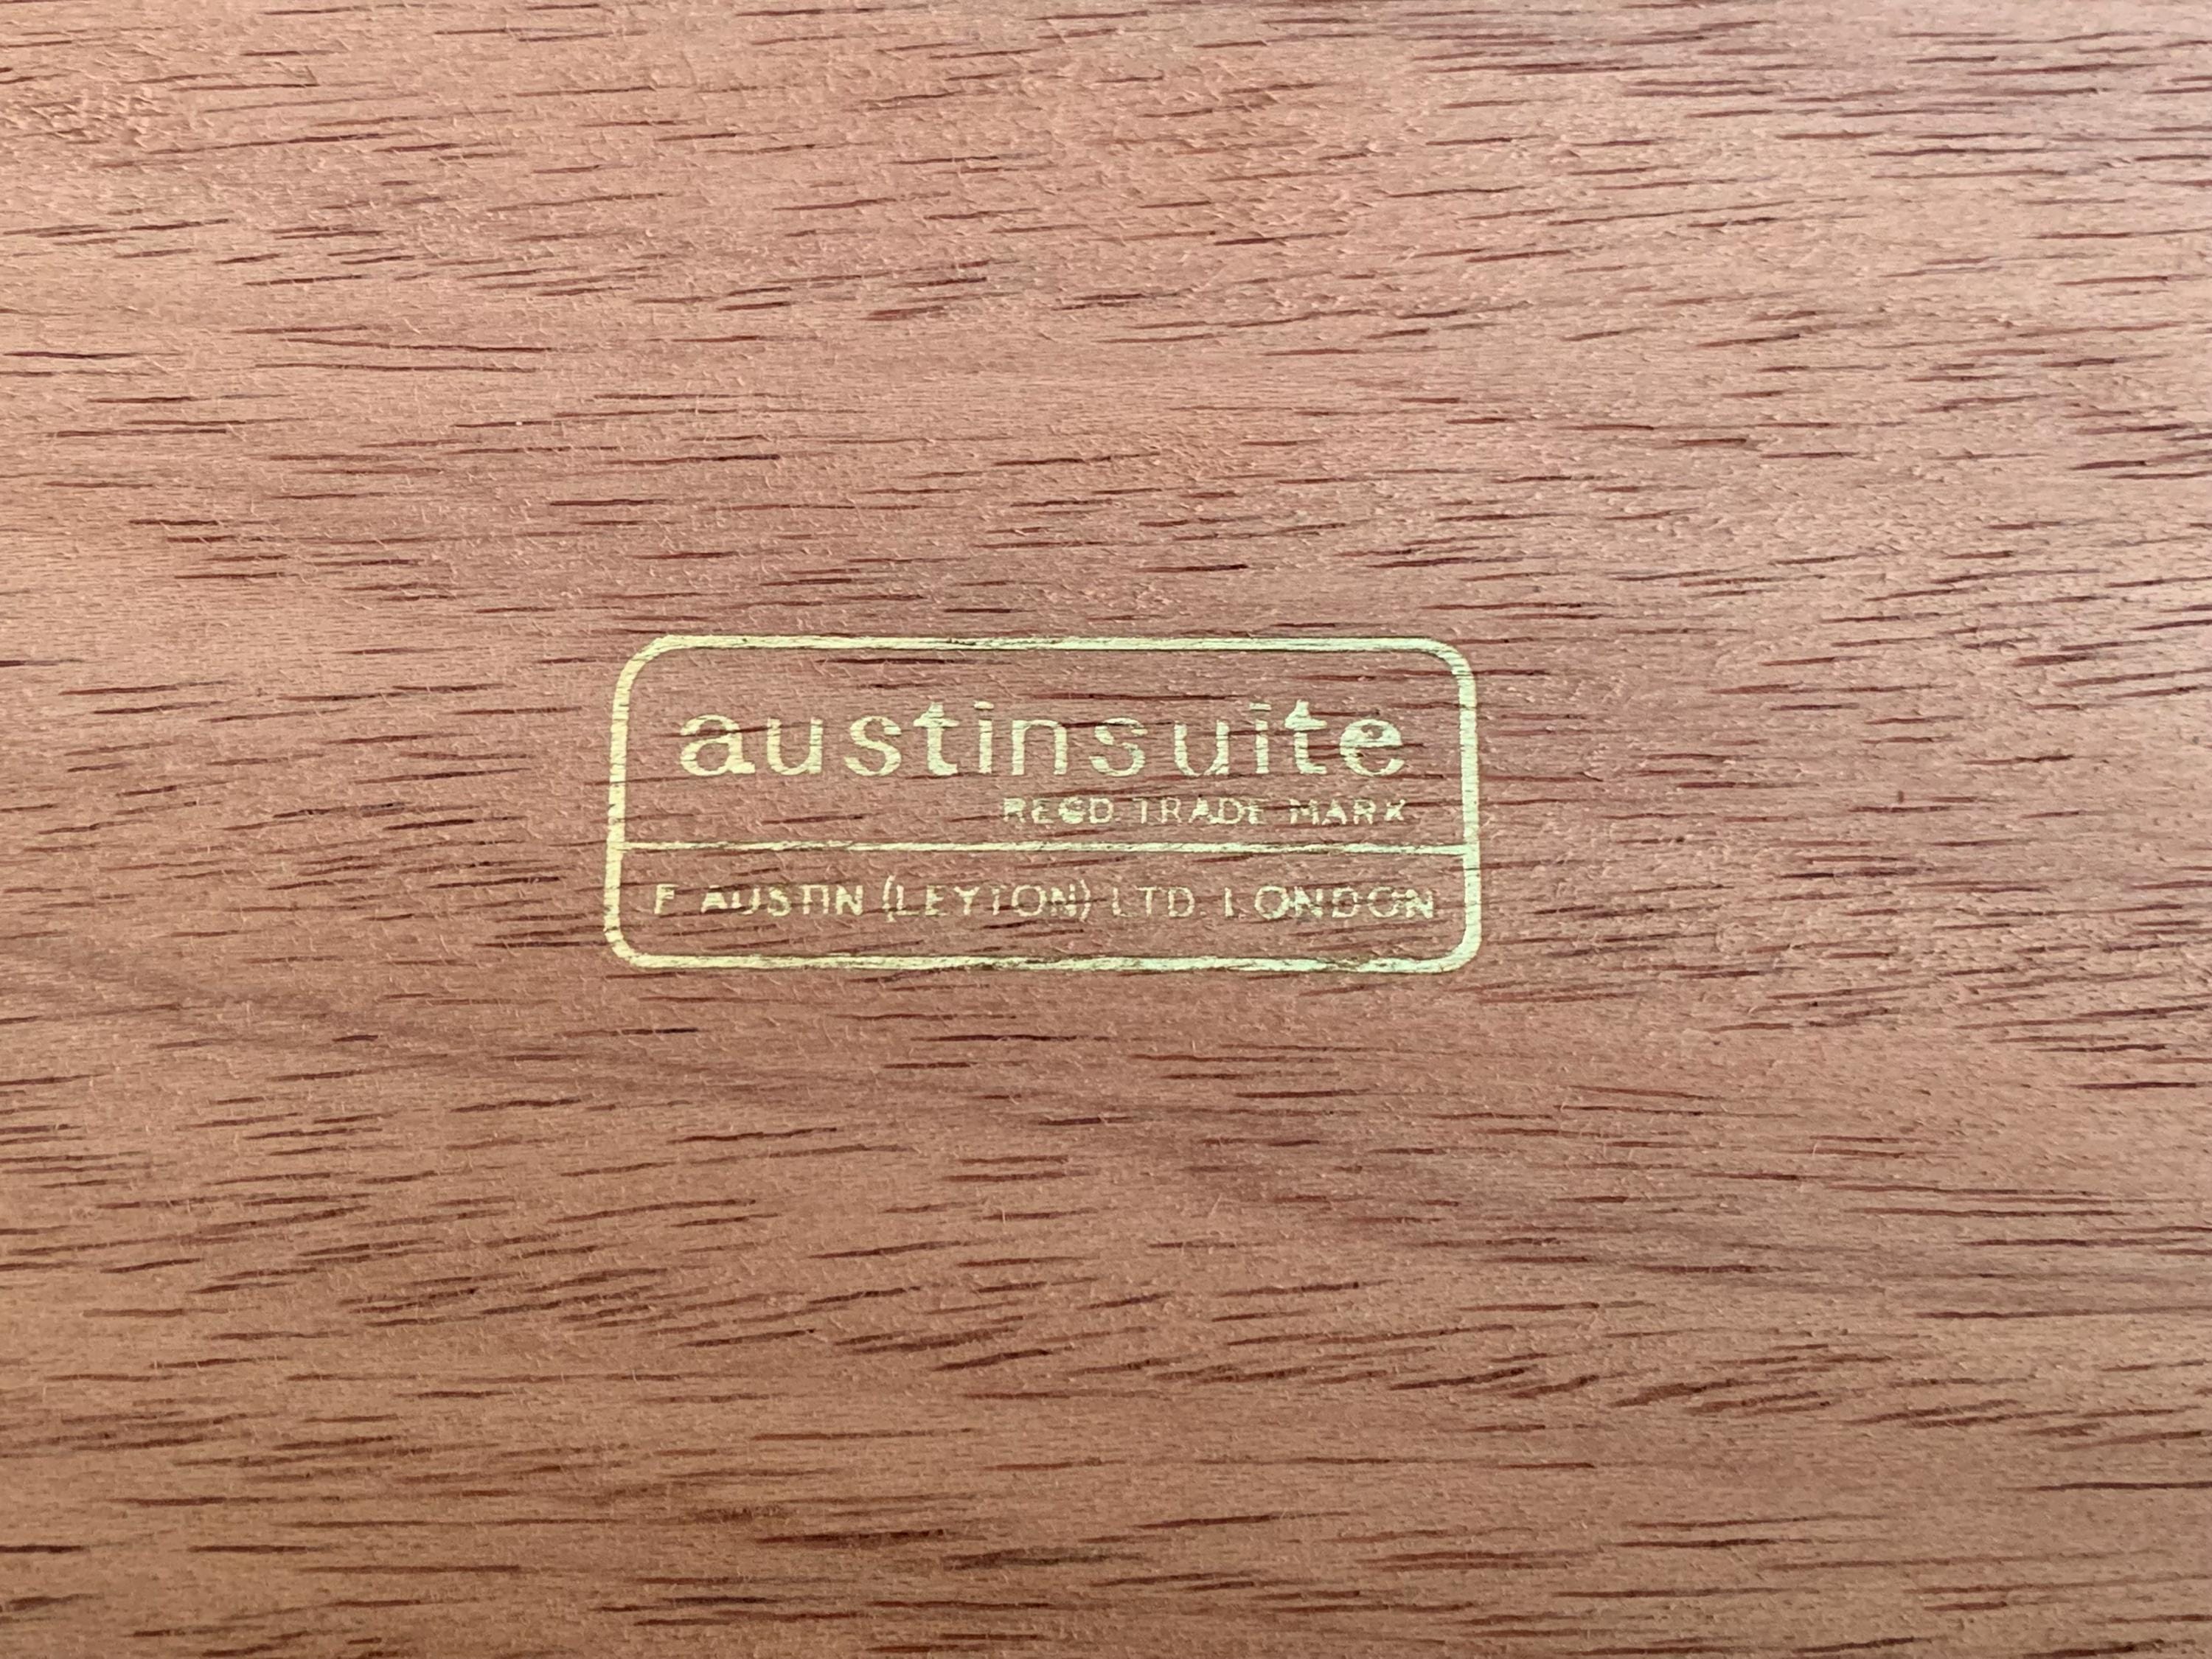 austinsuite
REGD. TRADE MARK
F AUSTIN (LEYTON) LTD. LONDON